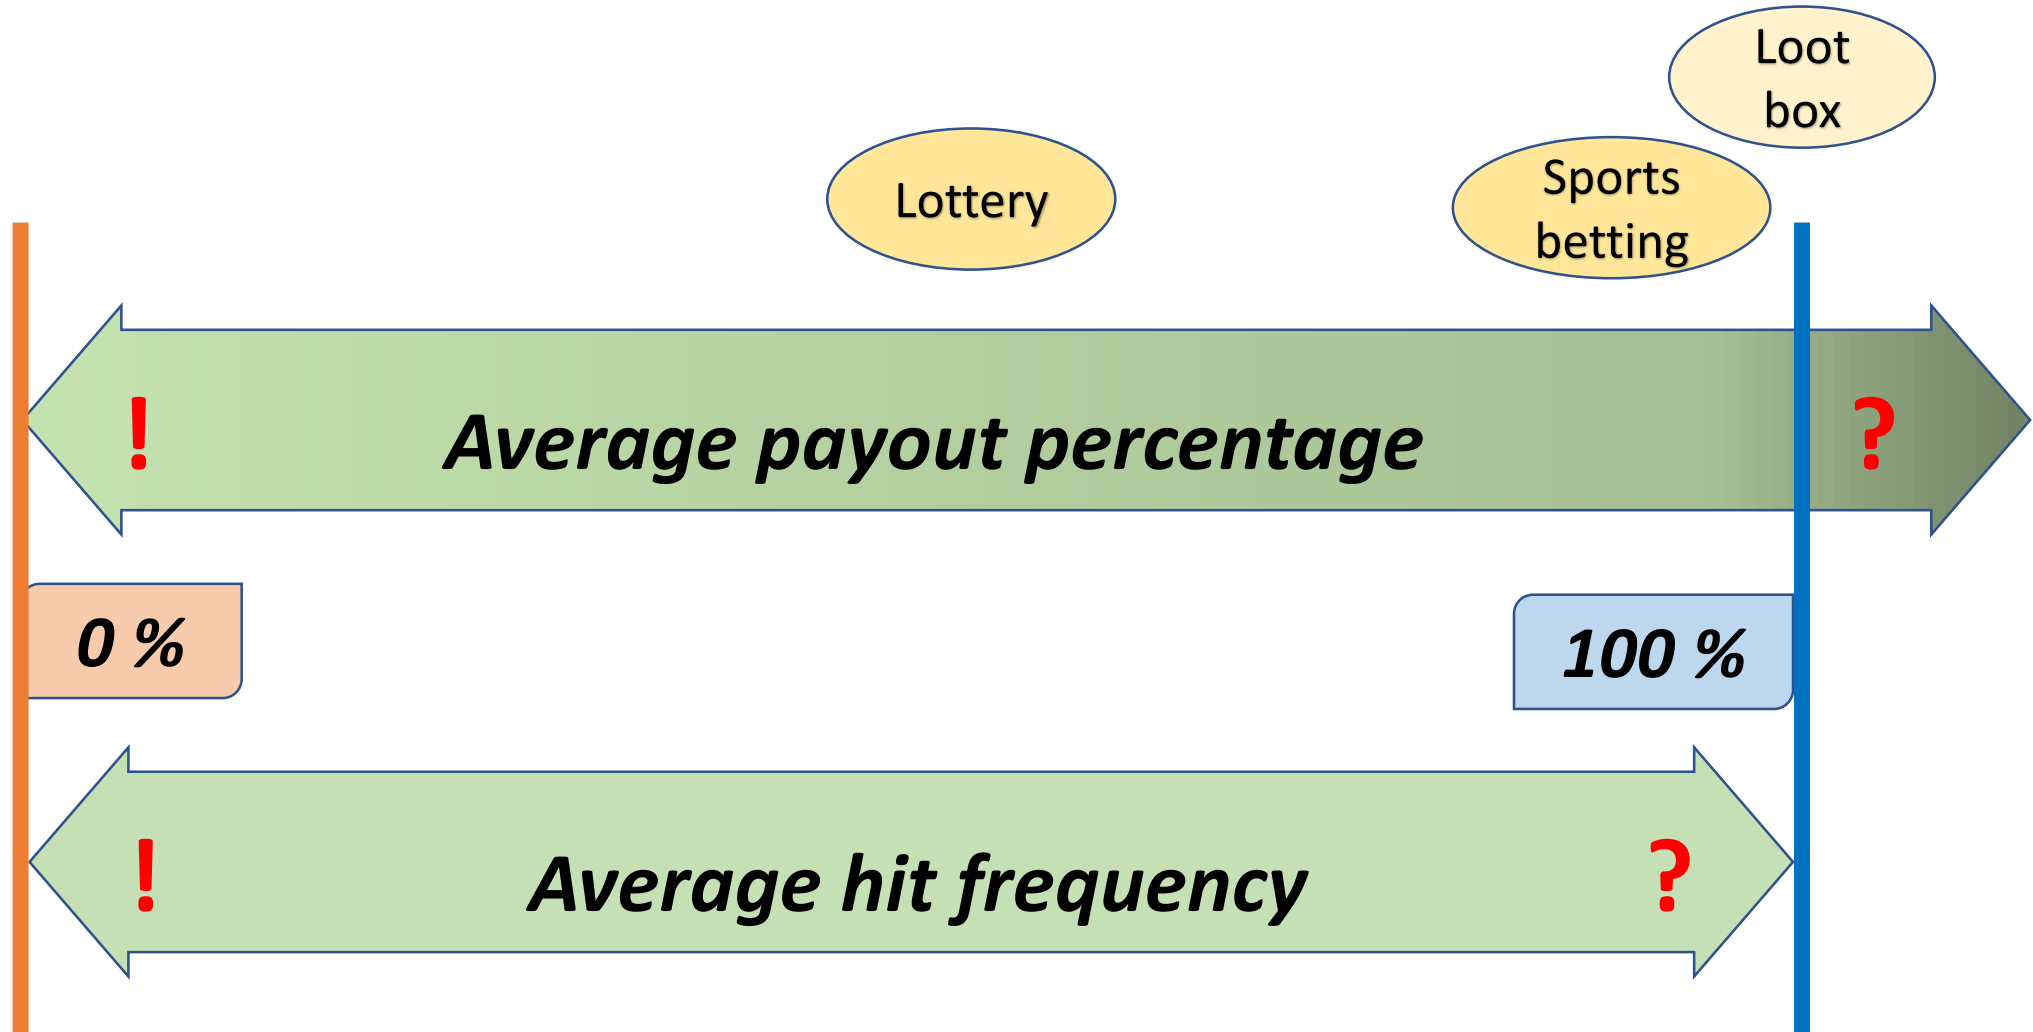 Loot
box
Lottery
Sports
betting
! Average payout percentage ?
0 %
100 %
! Average hit frequency ?